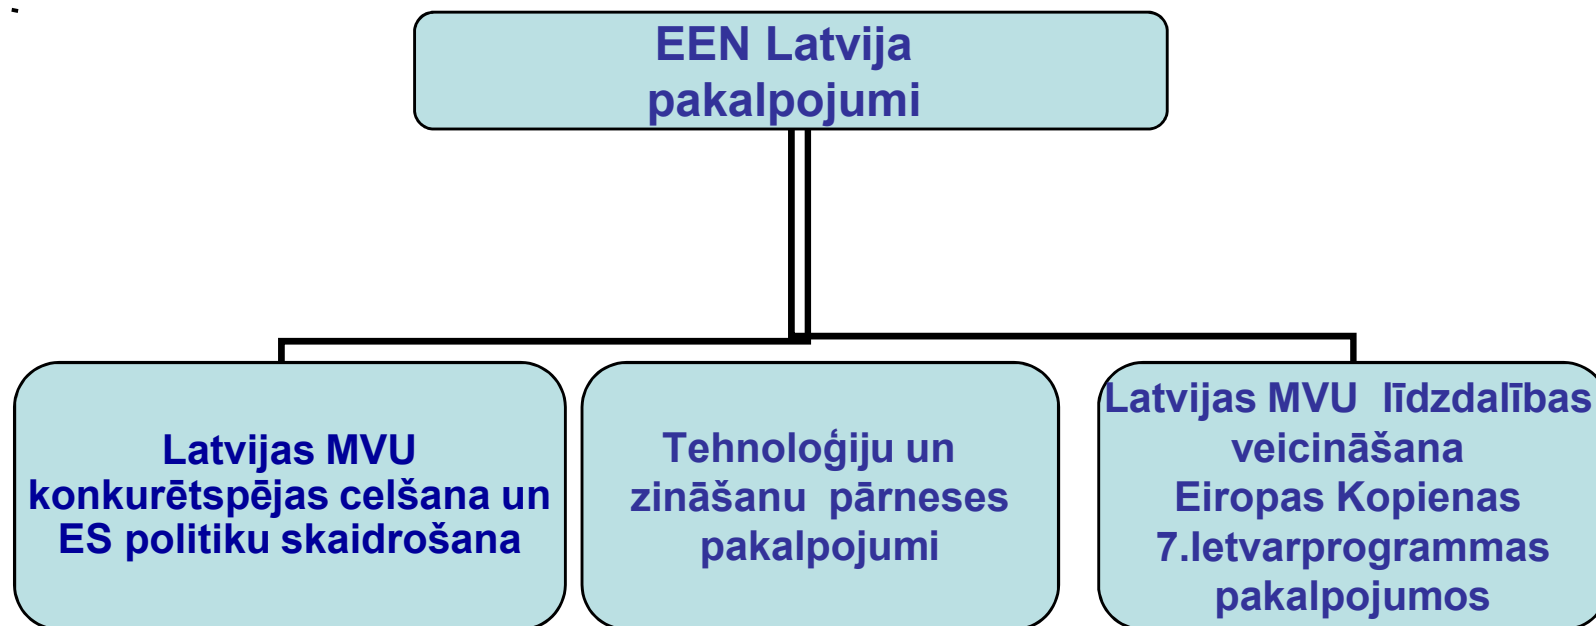 EEN Latvija
pakalpojumi
Latvijas MVU
konkurētspējas celšana un
ES politiku skaidrošana
Tehnoloģiju un
zināšanu pārneses
pakalpojumi
Latvijas MVU līdzdalības
veicināšana
Eiropas Kopienas
7.Ietvarprogrammas
pakalpojumos